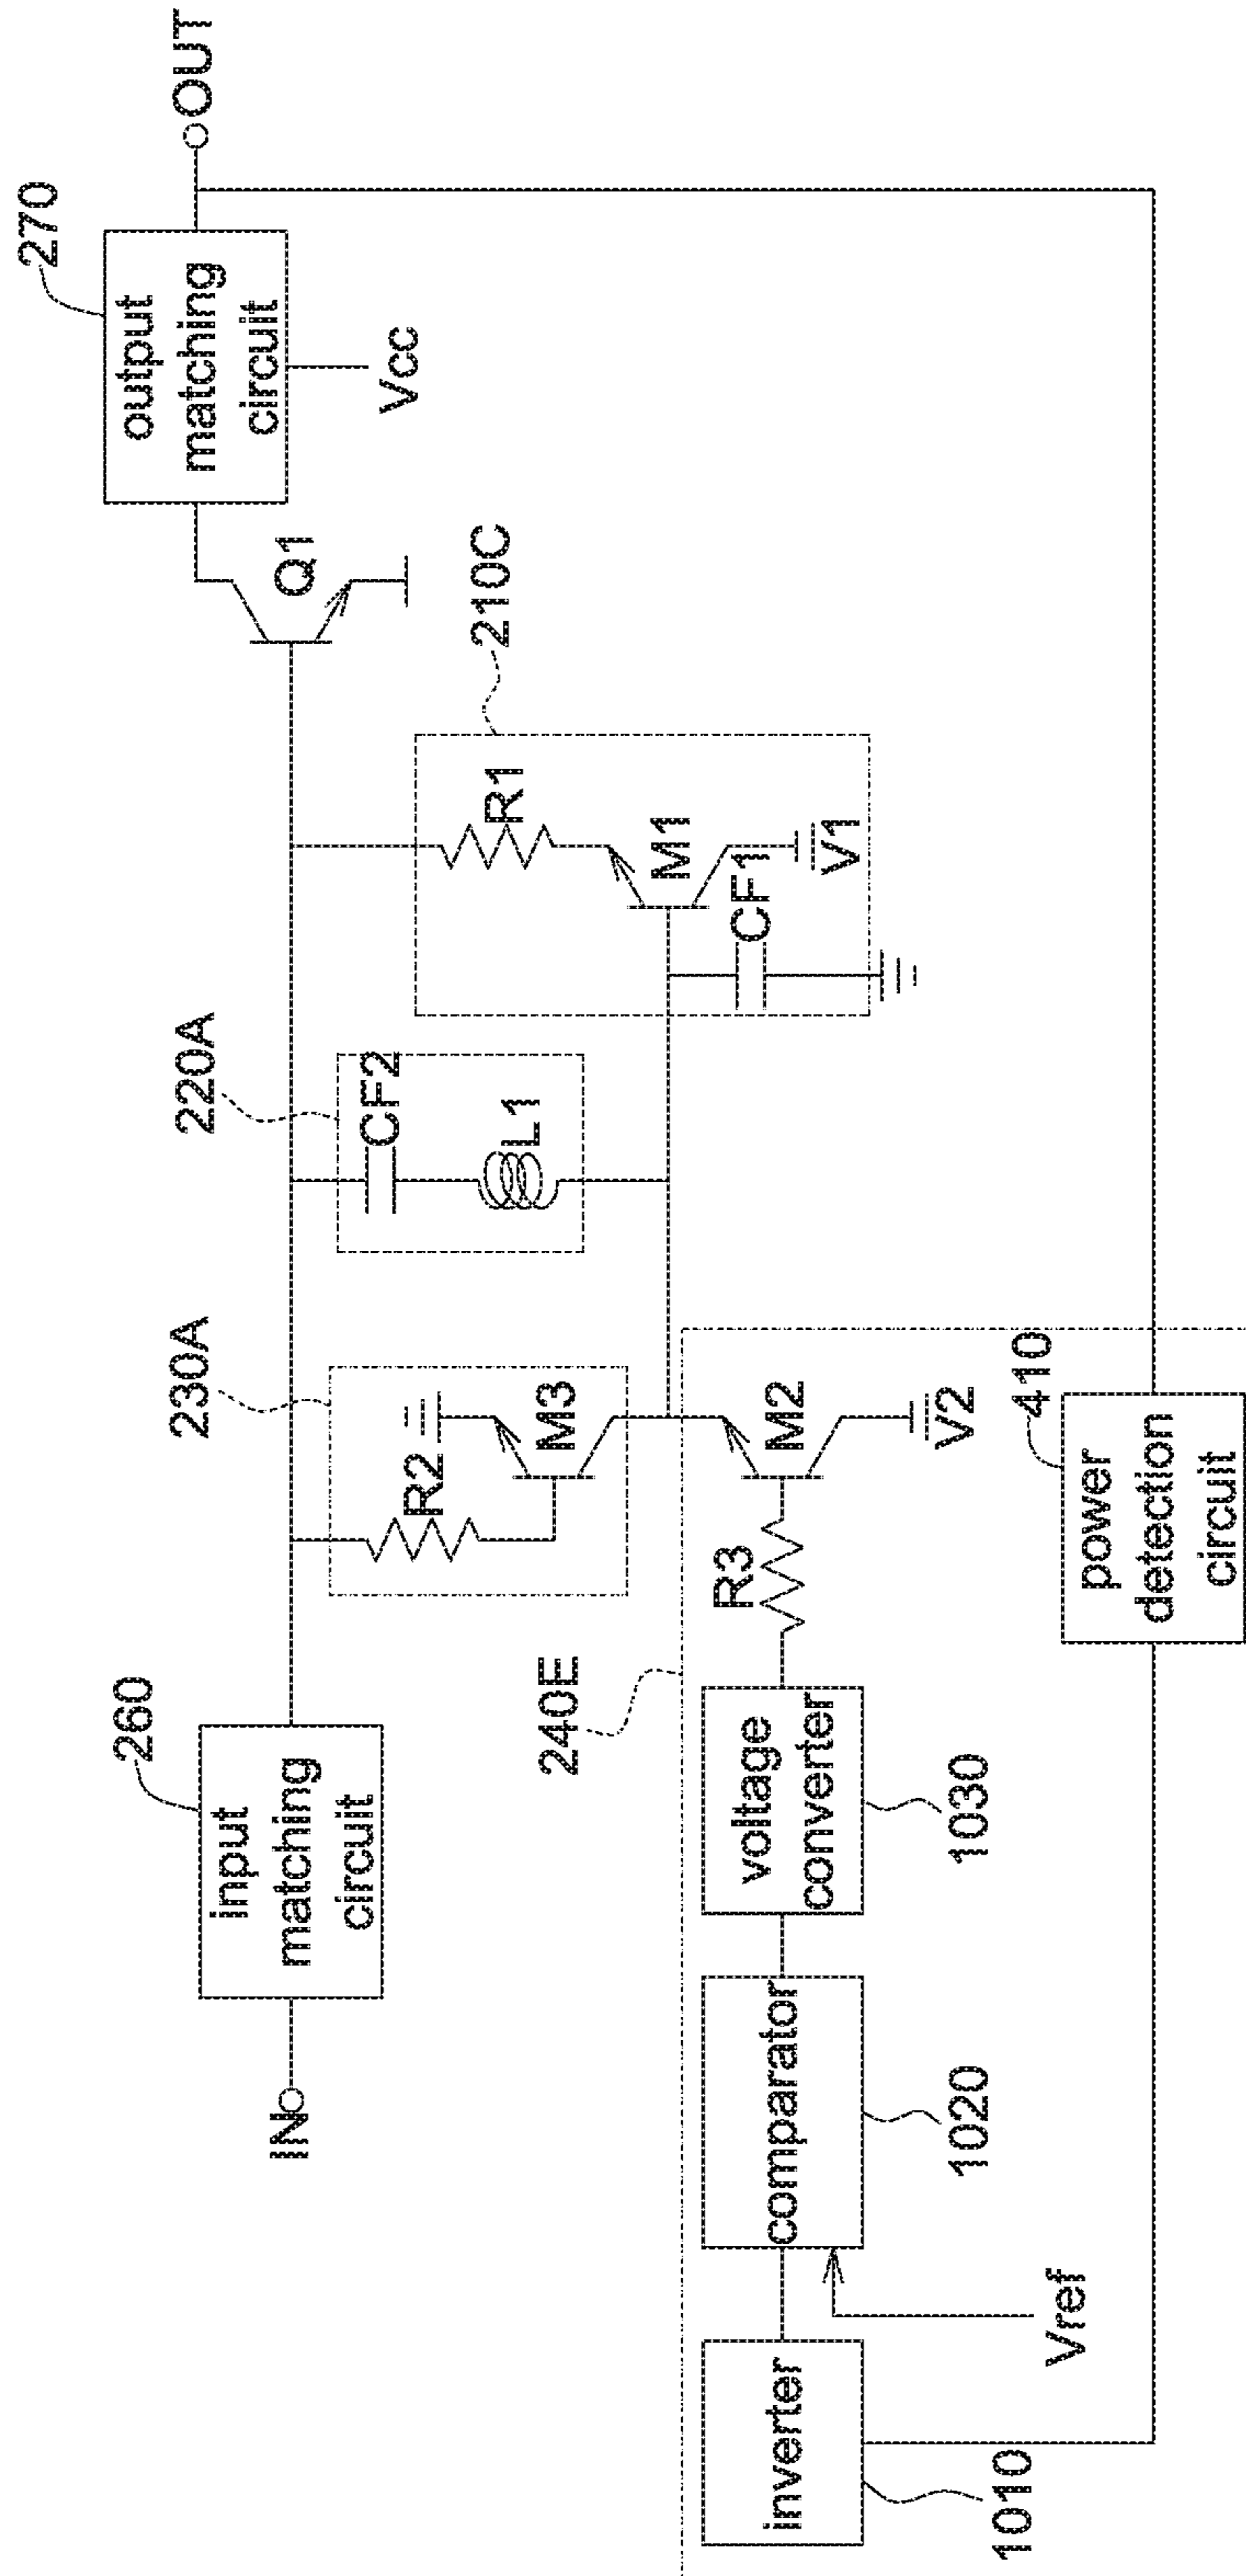 OUT
270
output
matching
circuit
Vcc
Q1
210C
R1
M1
CF1
V1
220A
CF2
L1
230A
R2
M3
260
input
matching
circuit
IN
240E
M2
V2
R3
410
power
detection
circuit
voltage
converter
1030
comparator
1020
Vref
inverter
1010